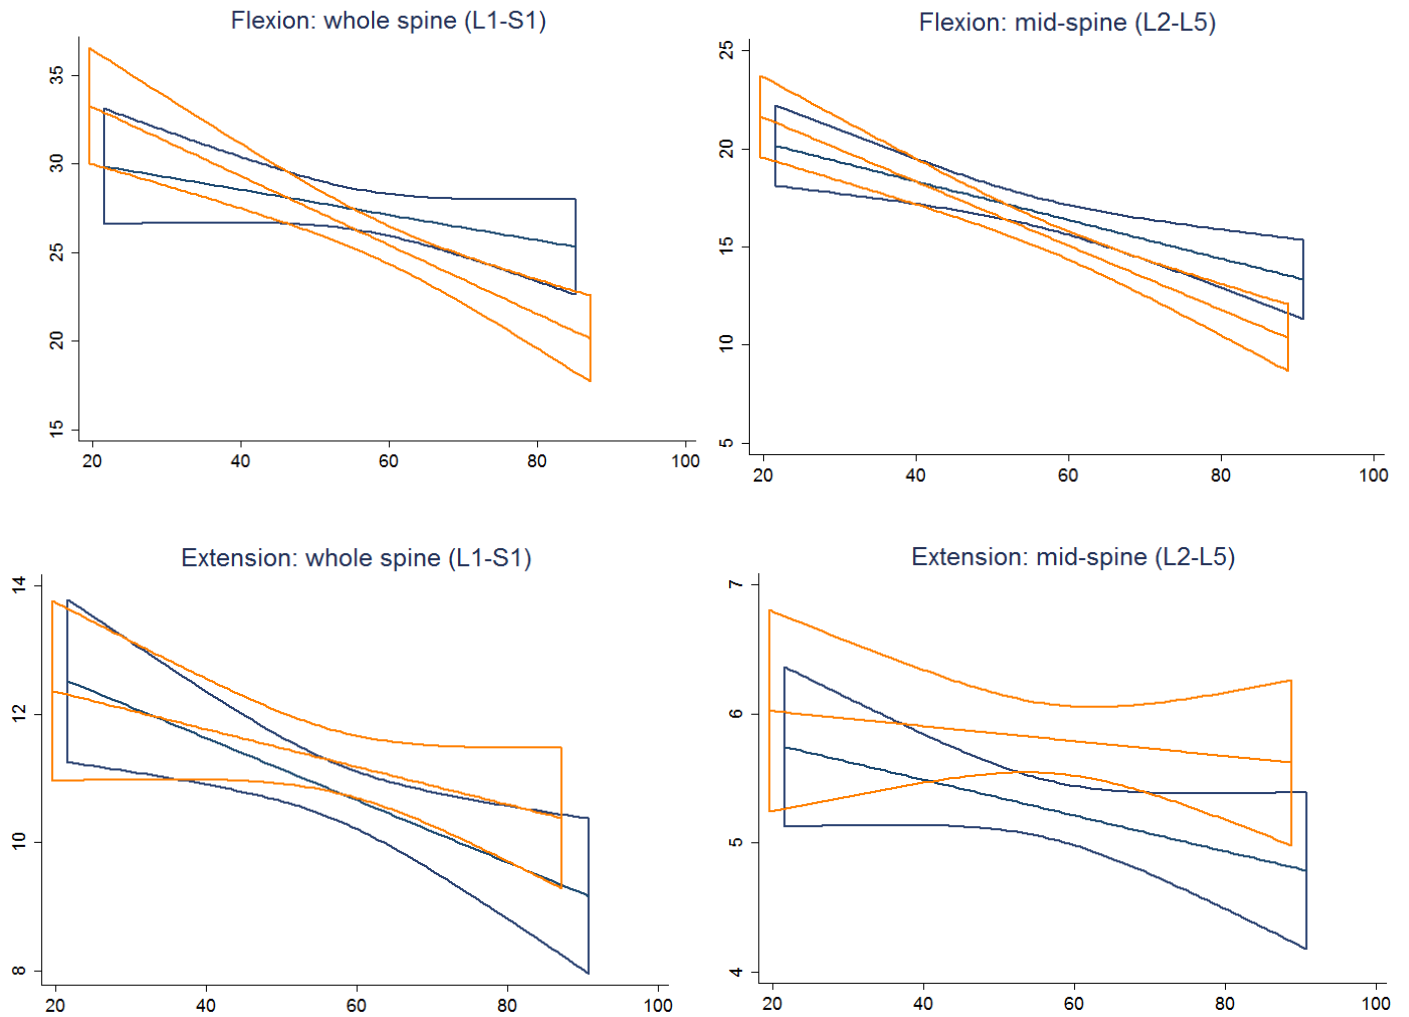 Flexion: whole spine (L1-S1)
35
30
25
20
15
20 40 60 80 100
Flexion: mid-spine (L2-L5)
25
20
15
10
5
20 40 60 80 100
Extension: whole spine (L1-S1)
14
12
10
8
20 40 60 80 100
Extension: mid-spine (L2-L5)
7
6
5
4
20 40 60 80 100